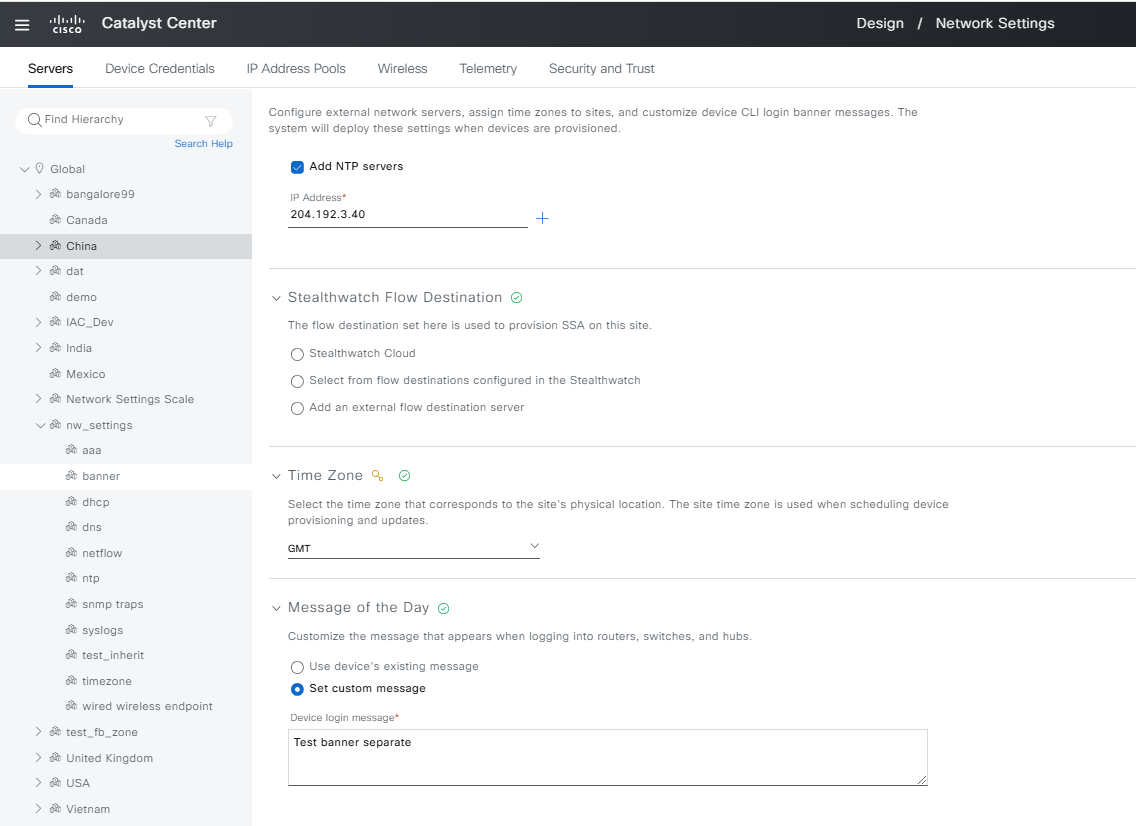 CISCO
Catalyst Center
Design / Network Settings
Servers
Device Credentials
IP Address Pools
Wireless
Telemetry
Security and Trust
Find Hierarchy
Search Help
Global
bangalore99
Canada
China
dat
demo
IAC_Dev
India
Mexico
Network Settings Scale
nw_settings
aaa
banner
dhcp
dns
netflow
ntp
snmp traps
syslogs
test_inherit
timezone
wired wireless endpoint
test_fb_zone
United Kingdom
USA
Vietnam
Configure external network servers, assign time zones to sites, and customize device CLI login banner messages. The
system will deploy these settings when devices are provisioned.
Add NTP servers
IP Address*
204.192.3.40
Stealthwatch Flow Destination
The flow destination set here is used to provision SSA on this site.
Stealthwatch Cloud
Select from flow destinations configured in the Stealthwatch
Add an external flow destination server
Time Zone
Select the time zone that corresponds to the site's physical location. The site time zone is used when scheduling device
provisioning and updates.
GMT
Message of the Day
Customize the message that appears when logging into routers, switches, and hubs.
Use device's existing message
Set custom message
Device login message*
Test banner separate